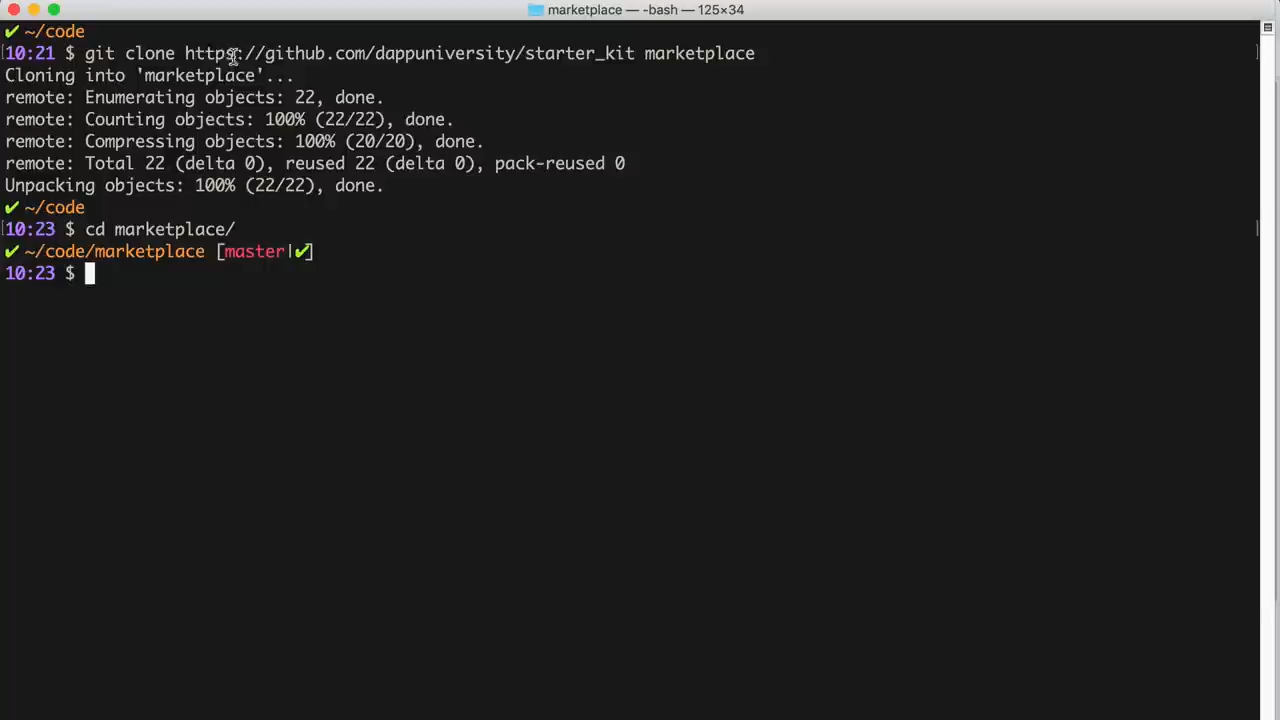 marketplace — -bash — 125×34
✔ ~/code
10:21 $ git clone https://github.com/dappuniversity/starter_kit marketplace
Cloning into 'marketplace'...
remote: Enumerating objects: 22, done.
remote: Counting objects: 100% (22/22), done.
remote: Compressing objects: 100% (20/20), done.
remote: Total 22 (delta 0), reused 22 (delta 0), pack-reused 0
Unpacking objects: 100% (22/22), done.
✔ ~/code
10:23 $ cd marketplace/
✔ ~/code/marketplace [master|✔]
10:23 $